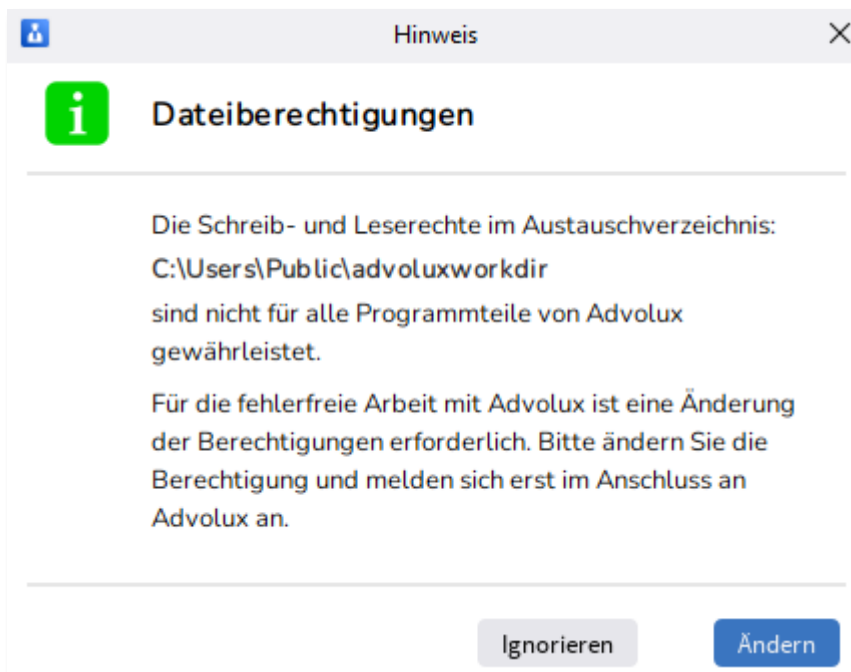 Hinweis
Dateiberechtigungen
Die Schreib- und Leserechte im Austauschverzeichnis:
C:\Users\Public\advoluxworkdir
sind nicht für alle Programmteile von Advolux
gewährleistet.
Für die fehlerfreie Arbeit mit Advolux ist eine Änderung
der Berechtigungen erforderlich. Bitte ändern Sie die
Berechtigung und melden sich erst im Anschluss an
Advolux an.
Ignorieren
Ändern